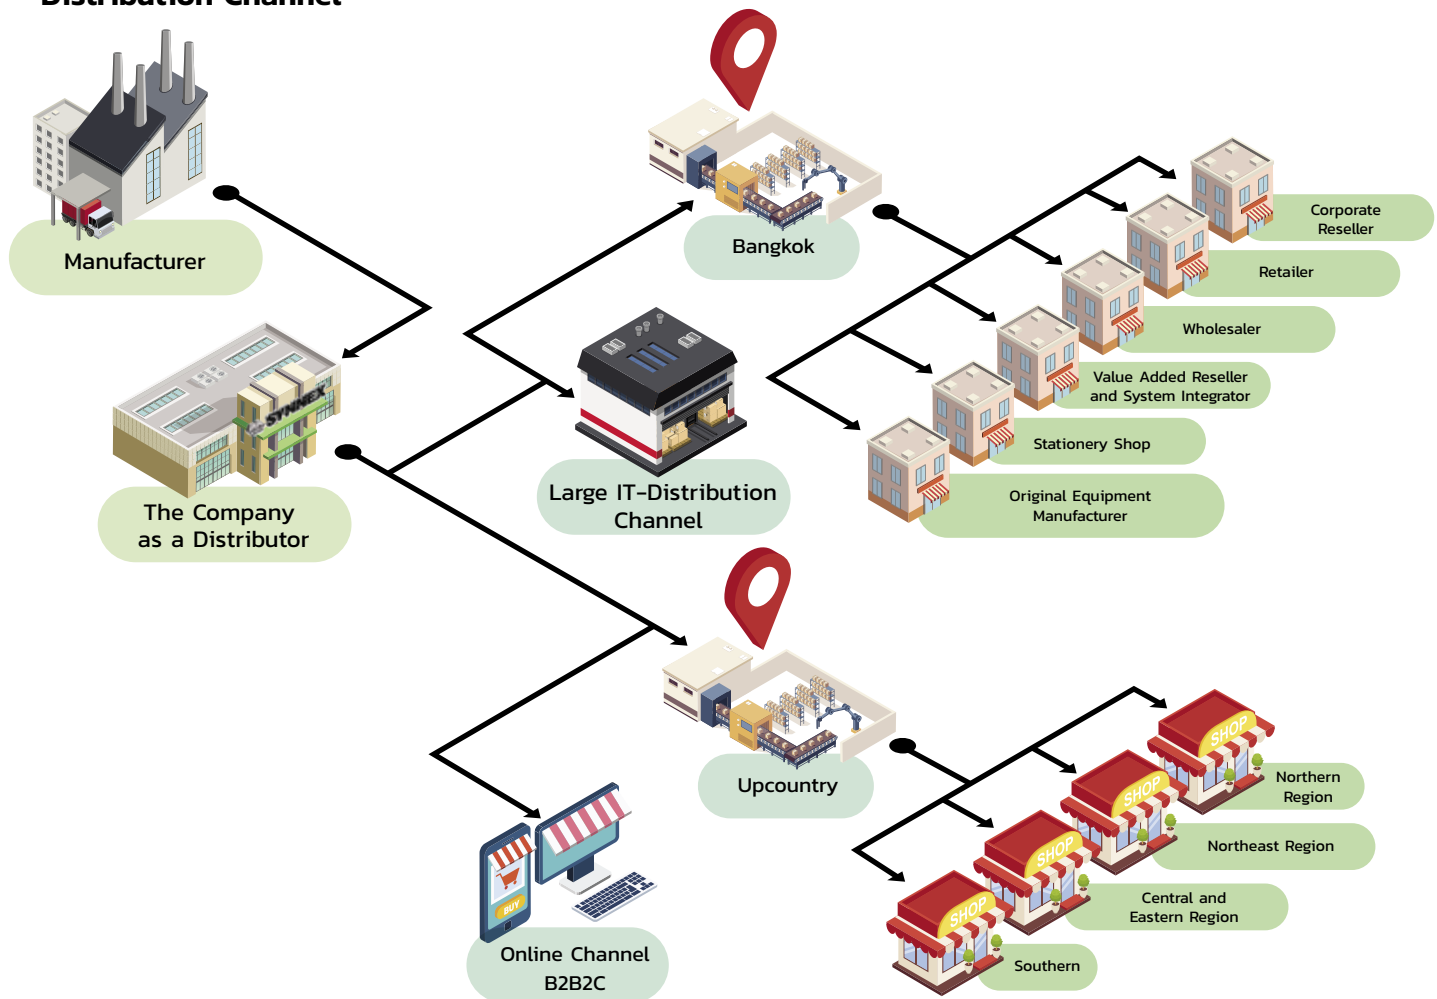 Distribution Channel
Manufacturer
Bangkok
Corporate
Reseller
Retailer
Wholesaler
Value Added Reseller
and System Integrator
Stationery Shop
Original Equipment
Manufacturer
SYNNEX
The Company
as a Distributor
Large IT-Distribution
Channel
Upcountry
SHOP
Northern
Region
SHOP
Northeast Region
SHOP
Central and
Eastern Region
SHOP
Southern
BUY
Online Channel
B2B2C